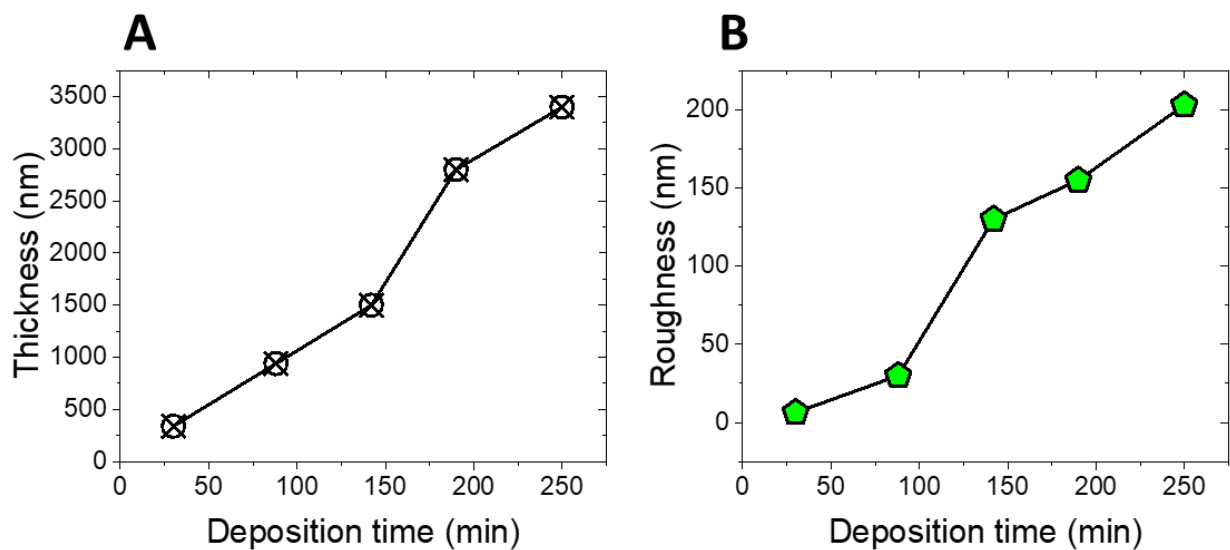 A
B
3500
3000
2500
2000
1500
1000
500
0
Thickness (nm)
0 50 100 150 200 250
Deposition time (min)
200
150
100
50
0
Roughness (nm)
0 50 100 150 200 250
Deposition time (min)